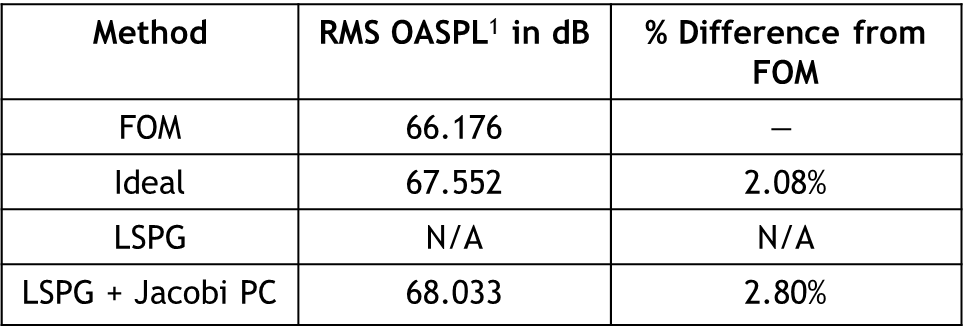 Method RMS OASPL¹ in dB % Difference from
FOM
FOM 66.176 —
Ideal 67.552 2.08%
LSPG N/A N/A
LSPG + Jacobi PC 68.033 2.80%